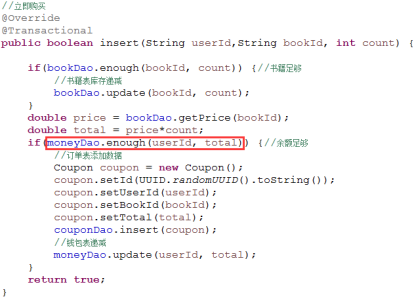 //立即购买
@Override
@Transactional
public boolean insert(String userId,String bookId, int count) {
if(bookDao.enough(bookId, count)) {//书籍足够
//书籍表库存递减
bookDao.update(bookId, count);
}
double price = bookDao.getPrice(bookId);
double total = price*count;
if(moneyDao.enough(userId, total)) {//余额足够
//订单表添加数据
Coupon coupon = new Coupon();
coupon.setId(UUID.randomUUID().toString());
coupon.setUserId(userId);
coupon.setBookId(bookId);
coupon.setTotal(total);
couponDao.insert(coupon);
//钱包表递减
moneyDao.update(userId, total);
}
return true;
}